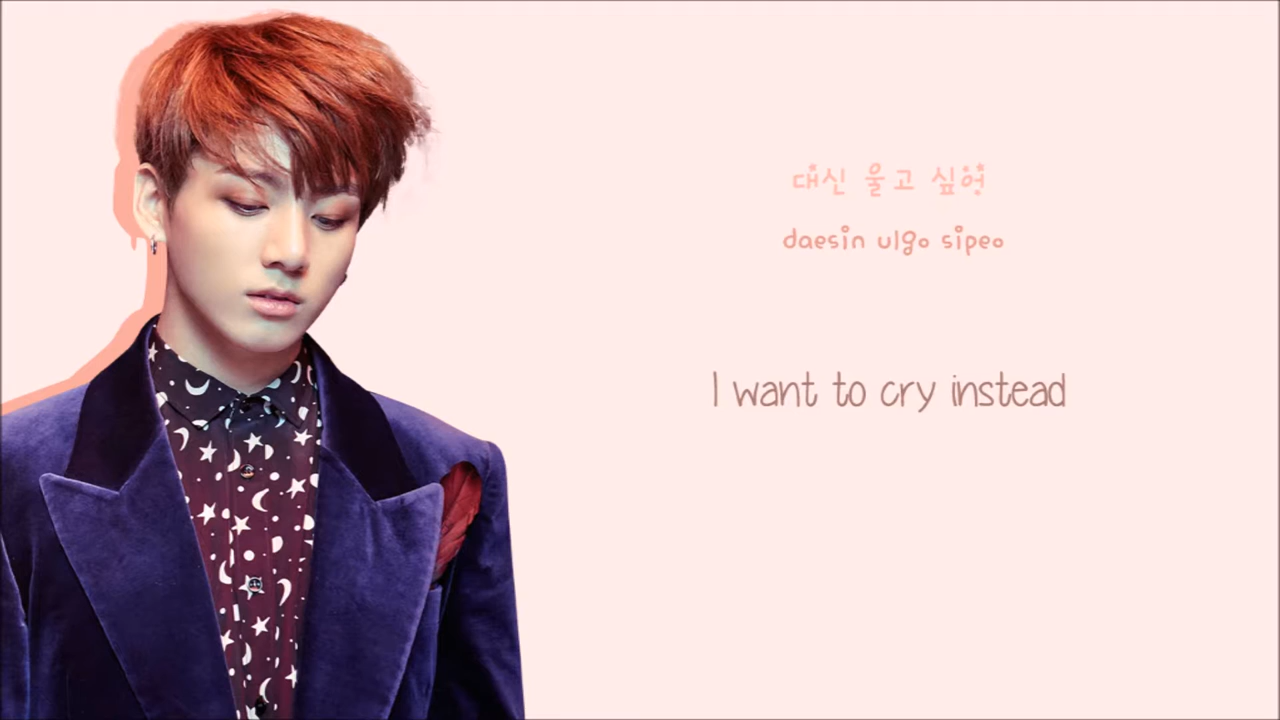 대신 울고 싶어
daesin ulgo sipeo
I want to cry instead